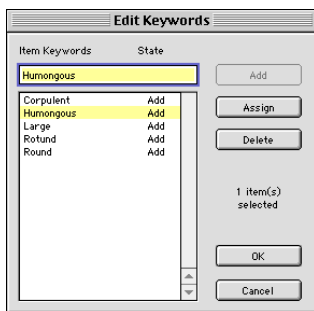 Edit Keywords
Item Keywords State
Humongous
Add
Corpulent Add
Humongous Add
Large Add
Rotund Add
Round Add
Assign
Delete
1 item(s)
selected
OK
Cancel